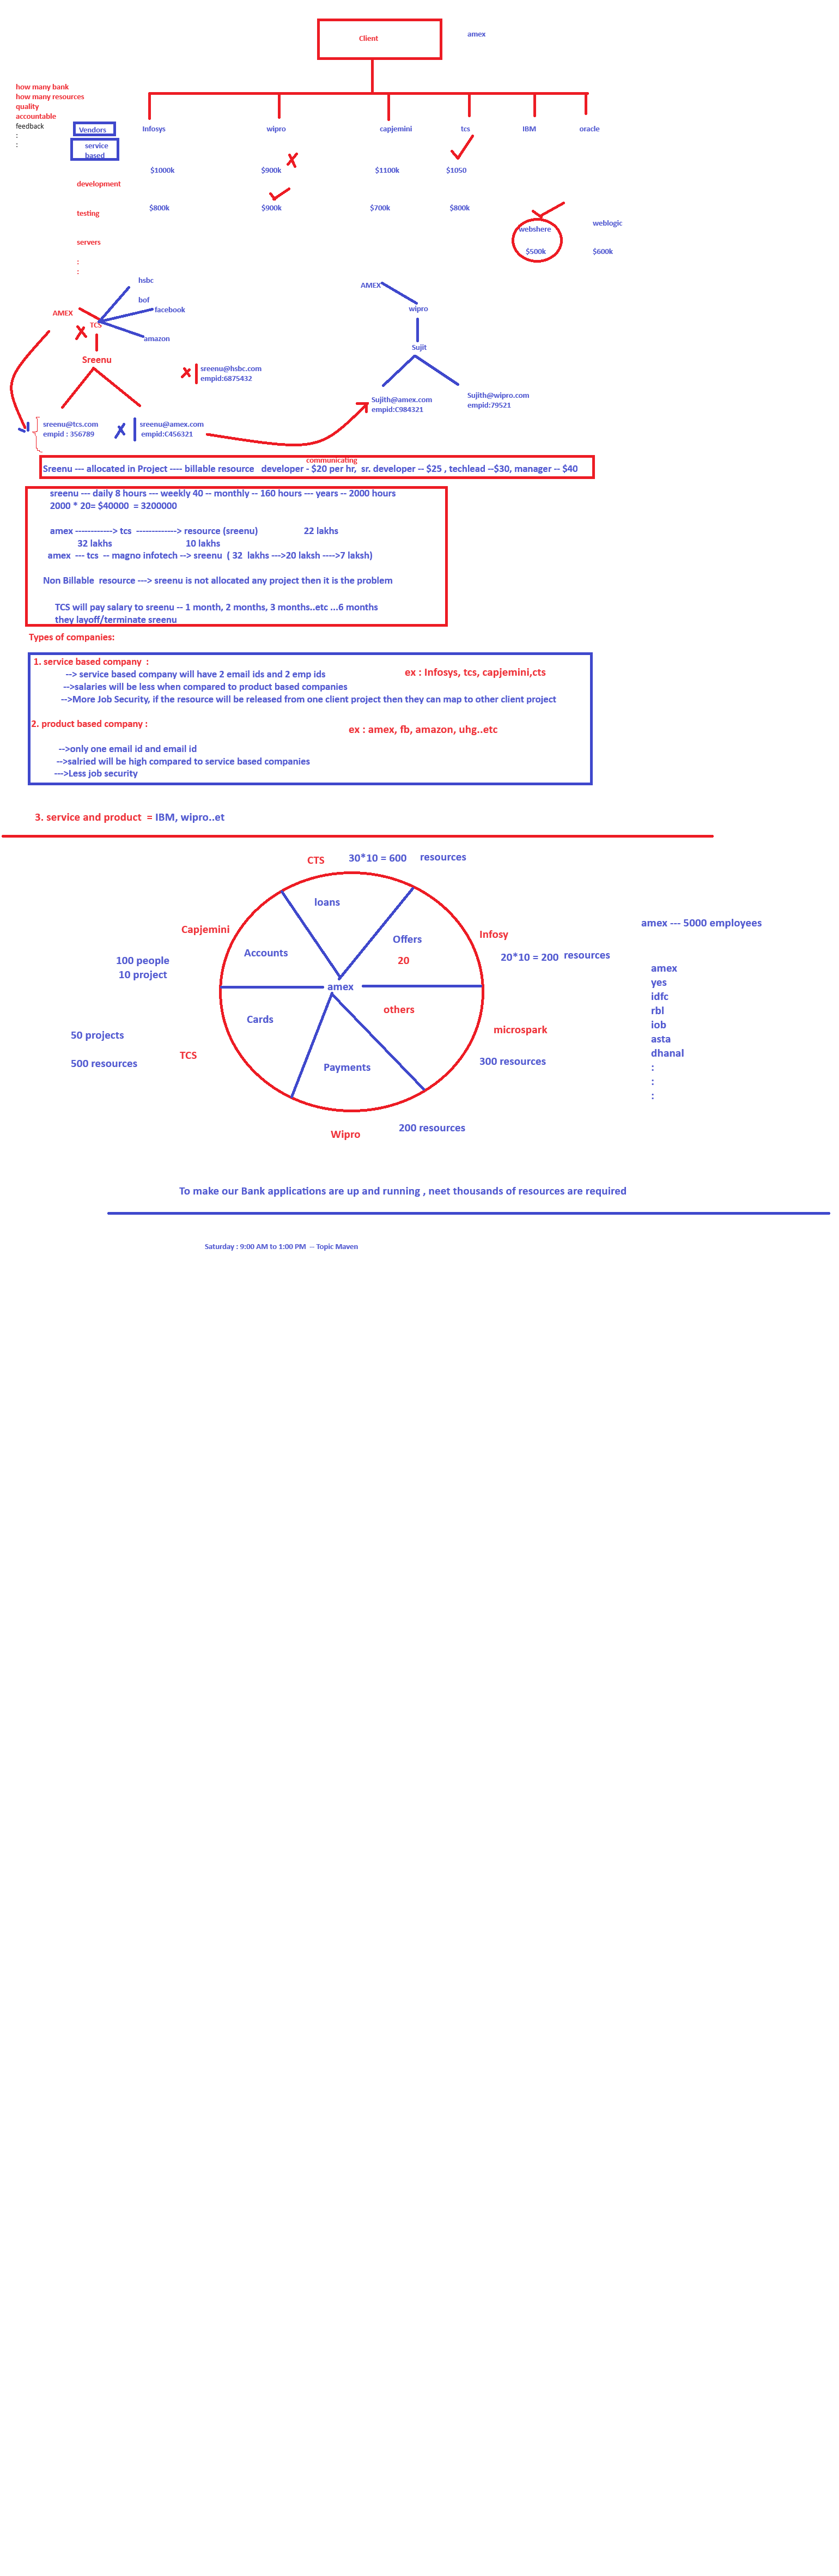 Client
amex
how many bank
how many resources
quality
accountable
feedback
:
:
Vendors
service
based
Infosys
wipro
capjemini
tcs
IBM
oracle
$1000k
$900k
$1100k
$1050
development
$800k
$900k
$700k
$800k
testing
webshere
weblogic
$500k
$600k
servers
:
:
hsbc
bof
facebook
AMEX
TCS
amazon
Sreenu
sreenu@hsbc.com
empid:6875432
sreenu@tcs.com
empid : 356789
sreenu@amex.com
empid:C456321
AMEX
wipro
Sujit
Sujith@amex.com
empid:C984321
Sujith@wipro.com
empid:79521
communicating
Sreenu --- allocated in Project ---- billable resource developer - $20 per hr, sr. developer -- $25 , techlead --$30, manager -- $40
sreenu --- daily 8 hours --- weekly 40 -- monthly -- 160 hours --- years -- 2000 hours
2000 * 20= $40000 = 3200000
amex ------------> tcs -------------> resource (sreenu) 22 lakhs
32 lakhs 10 lakhs
amex --- tcs -- magno infotech --> sreenu ( 32 lakhs --->20 laksh ---->7 laksh)
Non Billable resource ---> sreenu is not allocated any project then it is the problem
TCS will pay salary to sreenu -- 1 month, 2 months, 3 months..etc ...6 months
they layoff/terminate sreenu
Types of companies:
1. service based company :
ex : Infosys, tcs, capjemini,cts
--> service based company will have 2 email ids and 2 emp ids
-->salaries will be less when compared to product based companies
-->More Job Security, if the resource will be released from one client project then they can map to other client project
2. product based company :
ex : amex, fb, amazon, uhg..etc
-->only one email id and email id
-->salried will be high compared to service based companies
--->Less job security
3. service and product = IBM, wipro..et
CTS
30*10 = 600 resources
loans
Capjemini
Accounts
Offers
20
Infosy
20*10 = 200 resources
amex --- 5000 employees
100 people
10 project
amex
amex
yes
idfc
rbl
iob
asta
dhanal
:
:
:
Cards
others
microspark
50 projects
TCS
500 resources
Payments
300 resources
Wipro
200 resources
To make our Bank applications are up and running , neet thousands of resources are required
Saturday : 9:00 AM to 1:00 PM -- Topic Maven